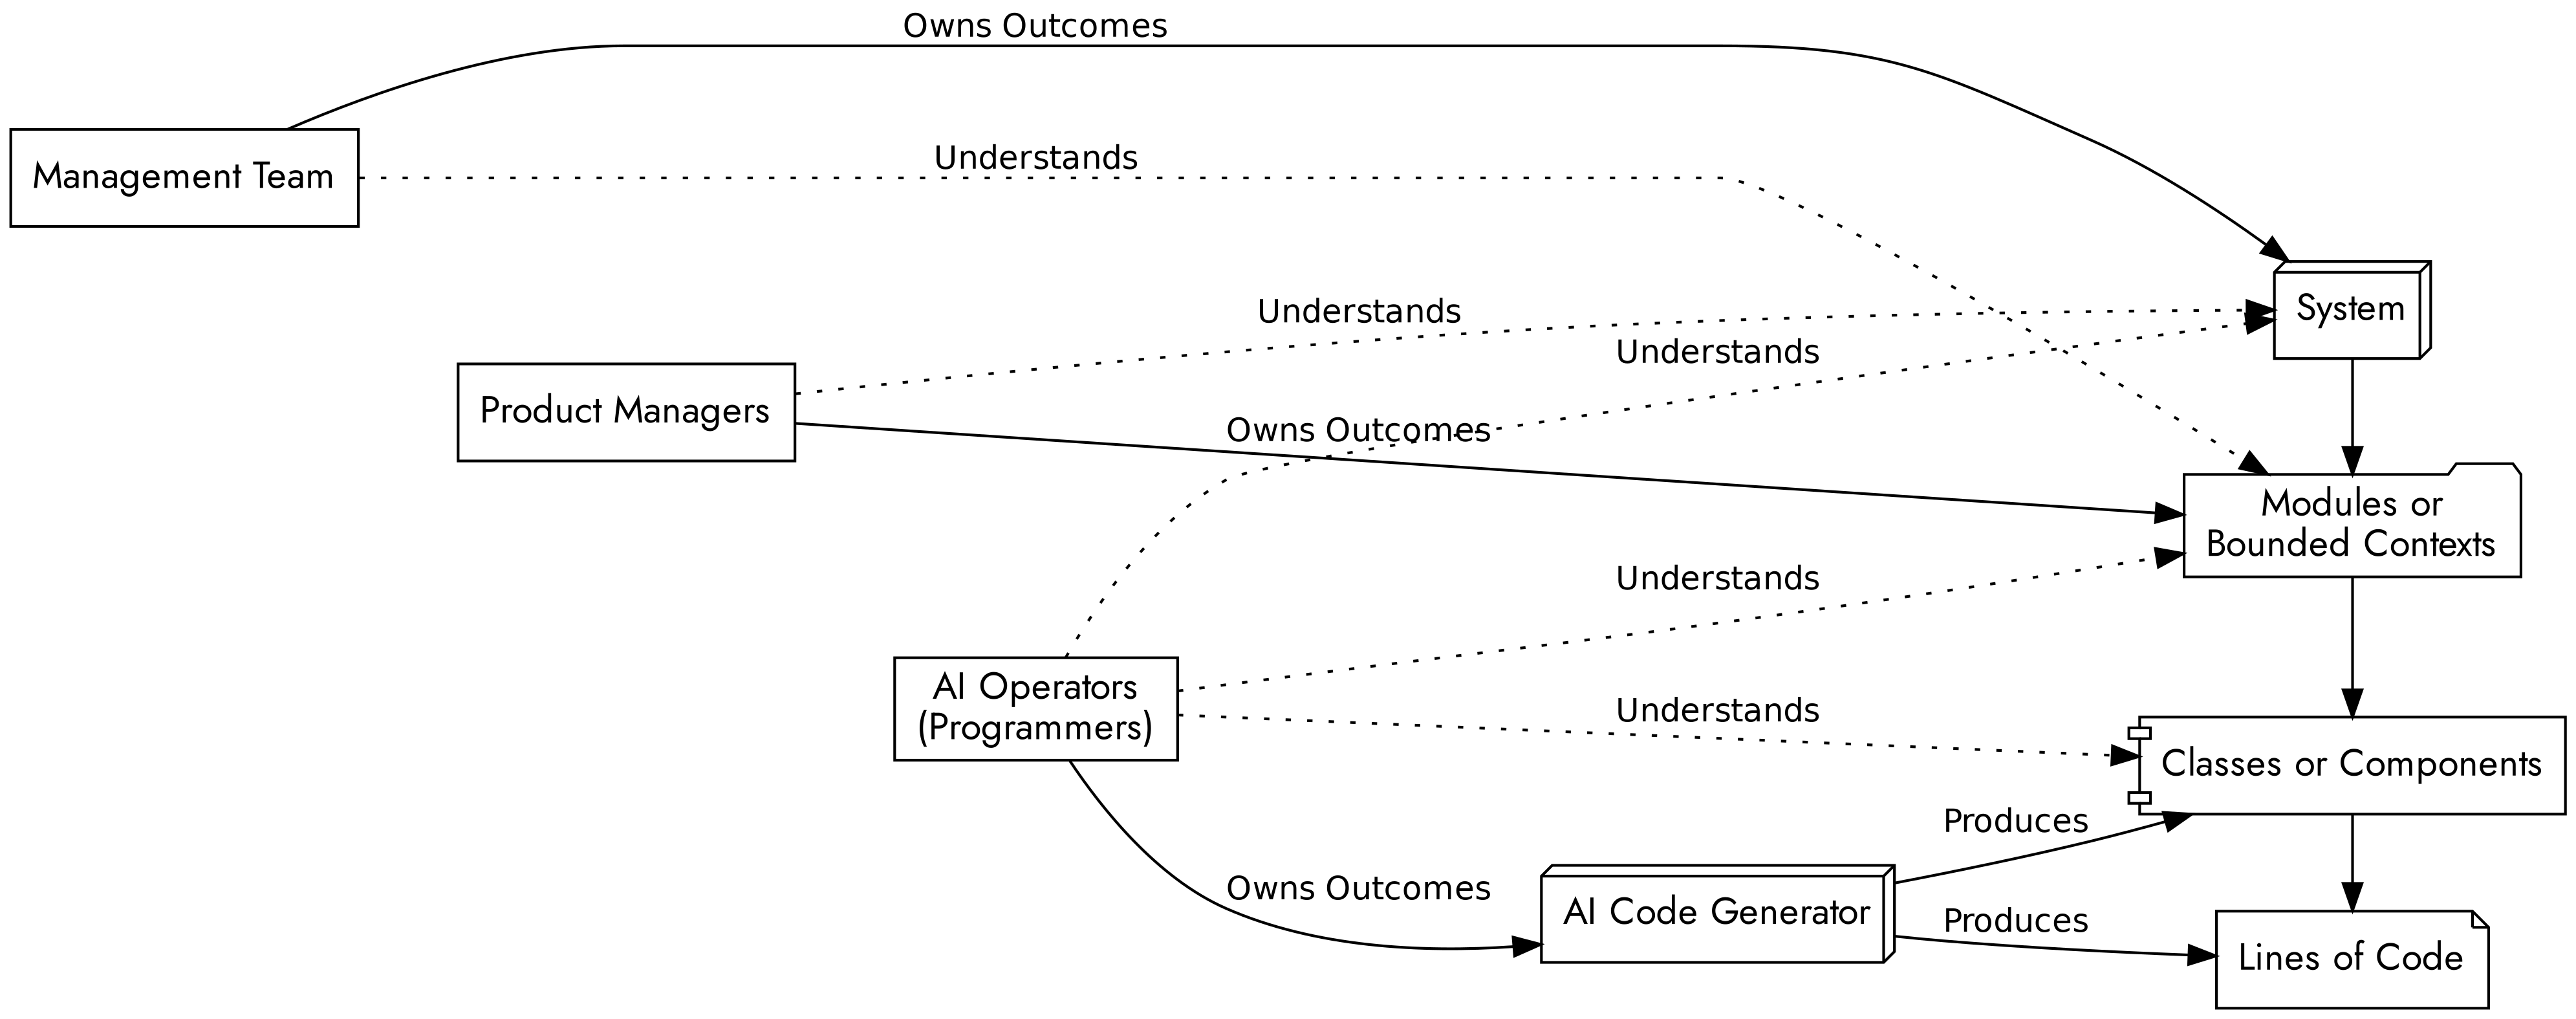 Owns Outcomes
Management Team
Understands
System
Understands
Understands
Product Managers
Owns Outcomes
Modules or
Bounded Contexts
Understands
AI Operators
(Programmers)
Understands
Classes or Components
Produces
Owns Outcomes
AI Code Generator
Produces
Lines of Code